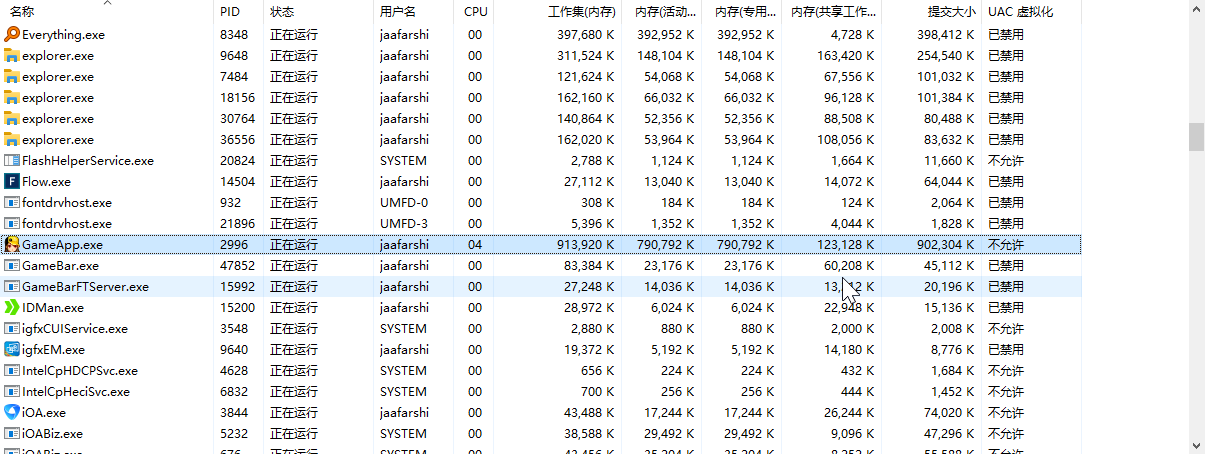 名称 PID 状态 用户名 CPU 工作集(内存) 内存(活动... 内存(专用... 内存(共享工作... 提交大小 UAC 虚拟化
Everything.exe 8348 正在运行 jaafarshi 00 397,680 K 392,952 K 392,952 K 4,728 K 398,412 K 已禁用
explorer.exe 9648 正在运行 jaafarshi 00 311,524 K 148,104 K 148,104 K 163,420 K 254,540 K 已禁用
explorer.exe 7484 正在运行 jaafarshi 00 121,624 K 54,068 K 54,068 K 67,556 K 101,032 K 已禁用
explorer.exe 18156 正在运行 jaafarshi 00 162,160 K 66,032 K 66,032 K 96,128 K 101,384 K 已禁用
explorer.exe 30764 正在运行 jaafarshi 00 140,864 K 52,356 K 52,356 K 88,508 K 80,488 K 已禁用
explorer.exe 36556 正在运行 jaafarshi 00 162,020 K 53,964 K 53,964 K 108,056 K 83,632 K 已禁用
FlashHelperService.exe 20824 正在运行 SYSTEM 00 2,788 K 1,124 K 1,124 K 1,664 K 11,660 K 不允许
Flow.exe 14504 正在运行 jaafarshi 00 27,112 K 13,040 K 13,040 K 14,072 K 64,044 K 已禁用
fontdrvhost.exe 932 正在运行 UMFD-0 00 308 K 184 K 184 K 124 K 2,064 K 已禁用
fontdrvhost.exe 21896 正在运行 UMFD-3 00 5,396 K 1,352 K 1,352 K 4,044 K 1,828 K 已禁用
GameApp.exe 2996 正在运行 jaafarshi 04 913,920 K 790,792 K 790,792 K 123,128 K 902,304 K 不允许
GameBar.exe 47852 正在运行 jaafarshi 00 83,384 K 23,176 K 23,176 K 60,208 K 45,112 K 已禁用
GameBarFTServer.exe 15992 正在运行 jaafarshi 00 27,248 K 14,036 K 14,036 K K 20,196 K 已禁用
IDMan.exe 15200 正在运行 jaafarshi 00 28,972 K 6,024 K 6,024 K 22,948 K 15,136 K 已禁用
igfxCUIService.exe 3548 正在运行 SYSTEM 00 2,880 K 880 K 880 K 2,000 K 2,008 K 不允许
igfxEM.exe 9640 正在运行 jaafarshi 00 19,372 K 5,192 K 5,192 K 14,180 K 8,776 K 已禁用
IntelCpHDCPSvc.exe 4628 正在运行 SYSTEM 00 656 K 224 K 224 K 432 K 1,684 K 不允许
IntelCpHeciSvc.exe 6832 正在运行 SYSTEM 00 700 K 256 K 256 K 444 K 1,452 K 不允许
iOA.exe 3844 正在运行 jaafarshi 00 43,488 K 17,244 K 17,244 K 26,244 K 74,020 K 已禁用
iOABiz.exe 5232 正在运行 SYSTEM 00 38,588 K 29,492 K 29,492 K 9,096 K 47,296 K 不允许